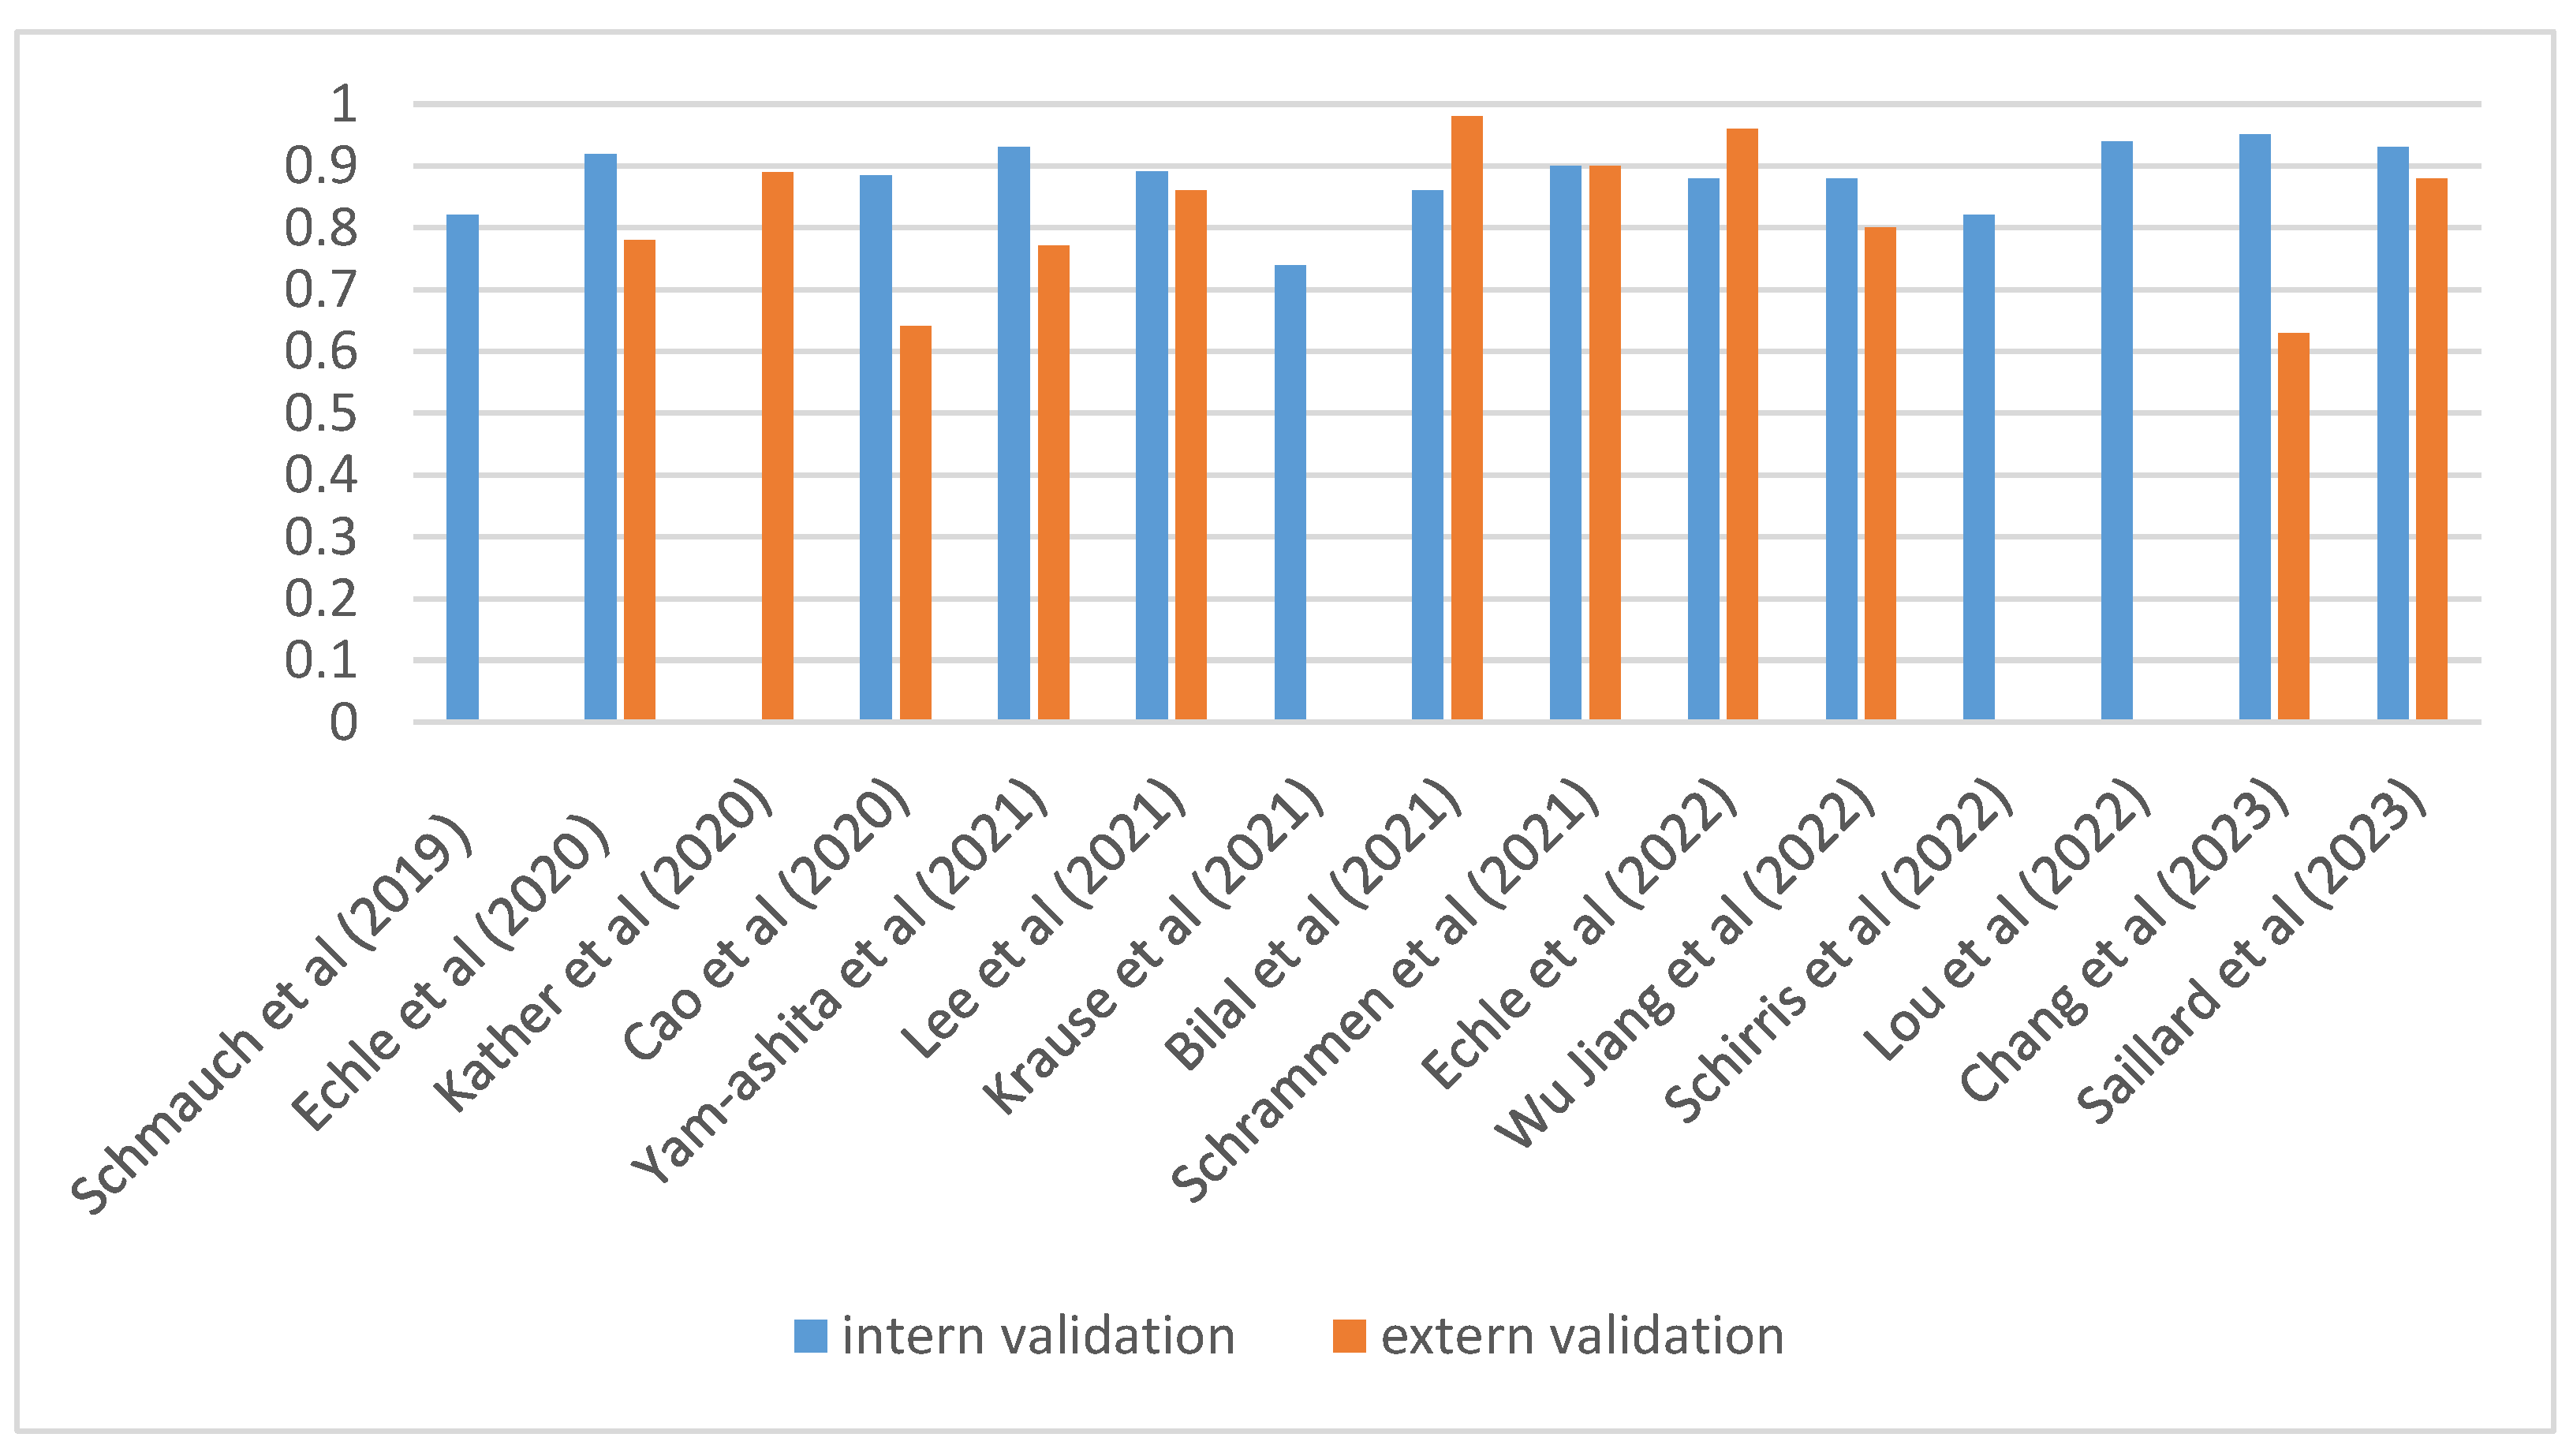 1
0.9
0.8
0.7
0.6
0.5
0.4
0.3
0.2
0.1
0
Schmauch et al (2019)
Echle et al (2020)
Kather et al (2020)
Cao et al (2020)
Yam-ashita et al (2021)
Lee et al (2021)
Krause et al (2021)
Bilal et al (2021)
Schrammen et al (2021)
Echle et al (2022)
Wu Jiang et al (2022)
Schirris et al (2022)
Lou et al (2022)
Chang et al (2023)
Saillard et al (2023)
intern validation
extern validation